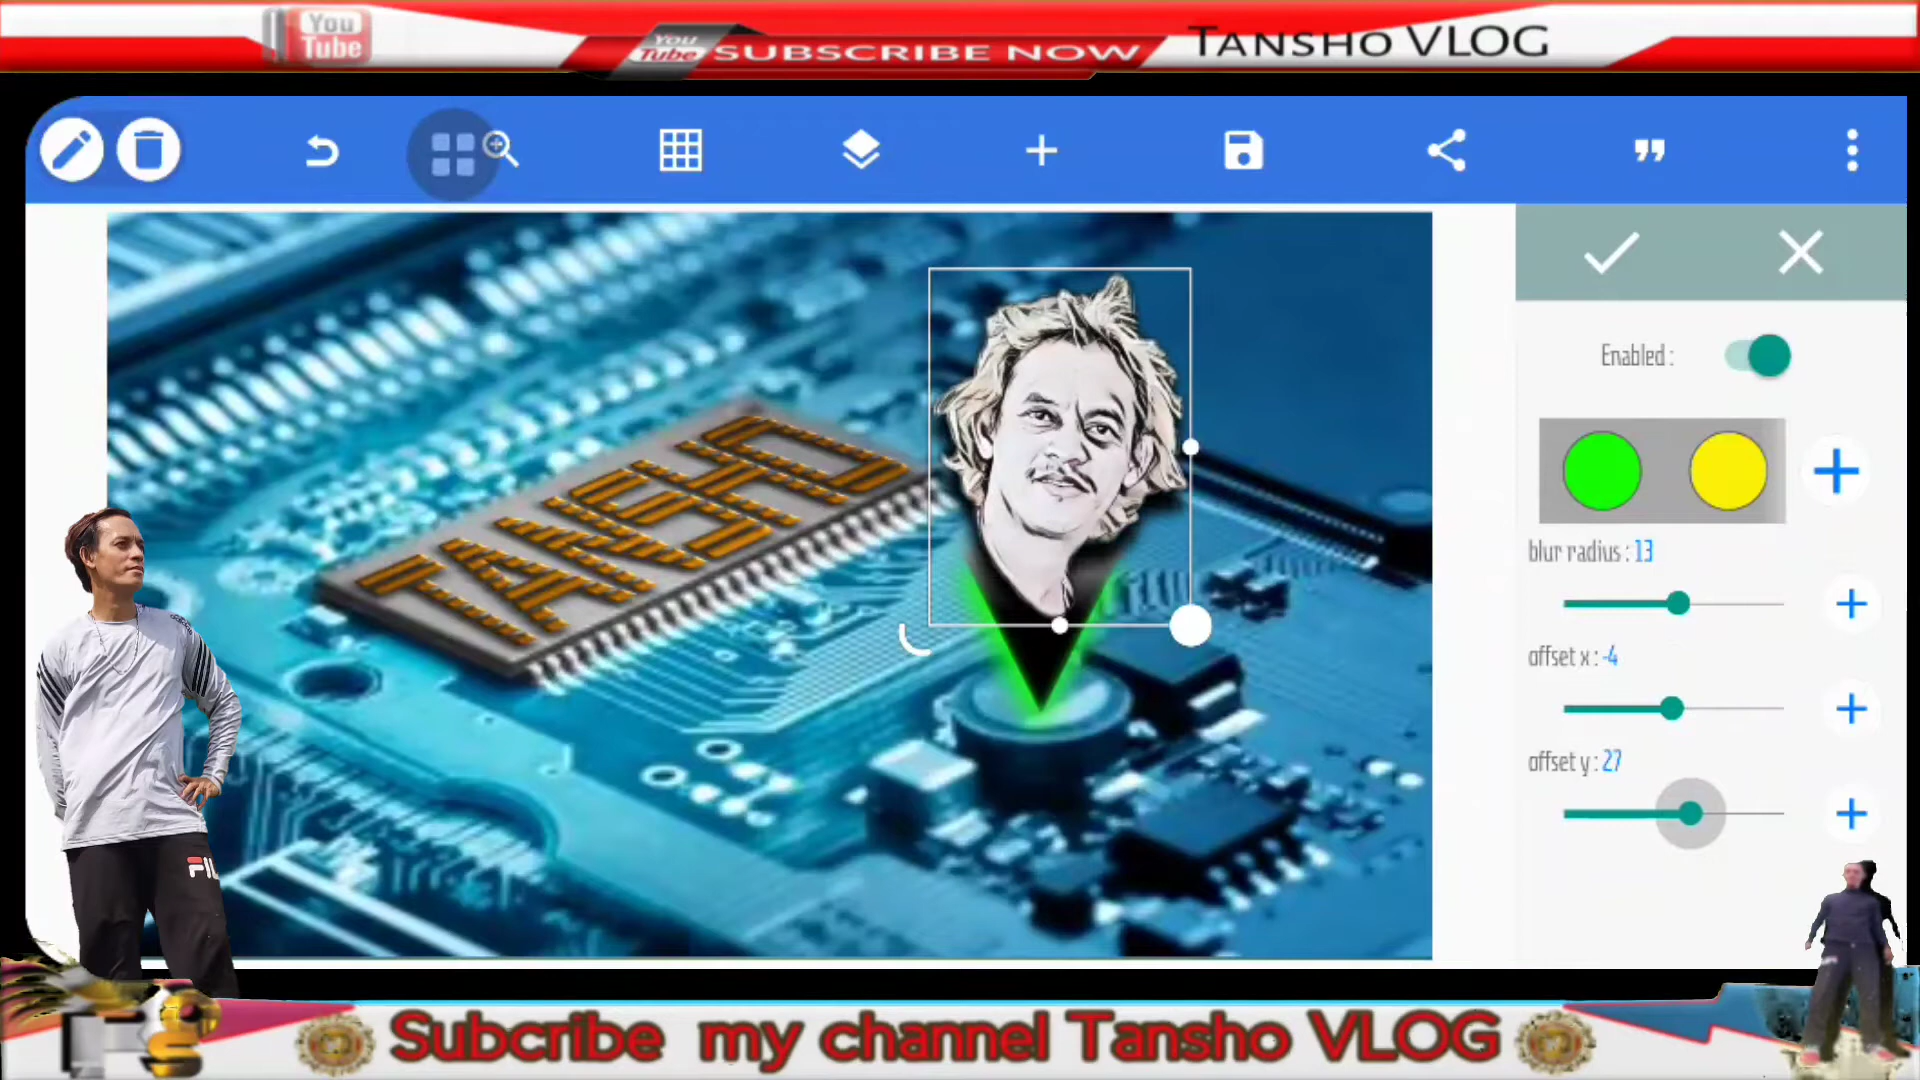 You
Tube
You
Tube SUBSCRIBE NOW
TANSHO VLOG
Enabled :
TANSHO
blur radius : 13
offset x : -4
offset y : 27
FIL
Subcribe my channel Tansho VLOG